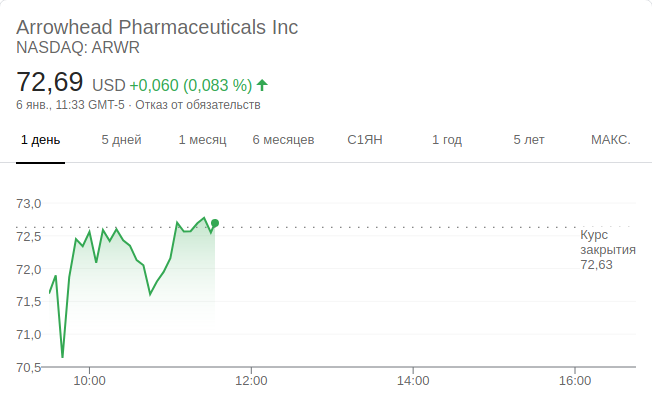 Arrowhead Pharmaceuticals Inc
NASDAQ: ARWR
72,69 USD +0,060 (0,083 %)
6 янв., 11:33 GMT-5 · Отказ от обязательств
1 день 5 дней 1 месяц 6 месяцев С1ЯН 1 год 5 лет МАКС.
73,0
72,5
72,0
71,5
71,0
70,5
Курс
закрытия
72,63
10:00 12:00 14:00 16:00